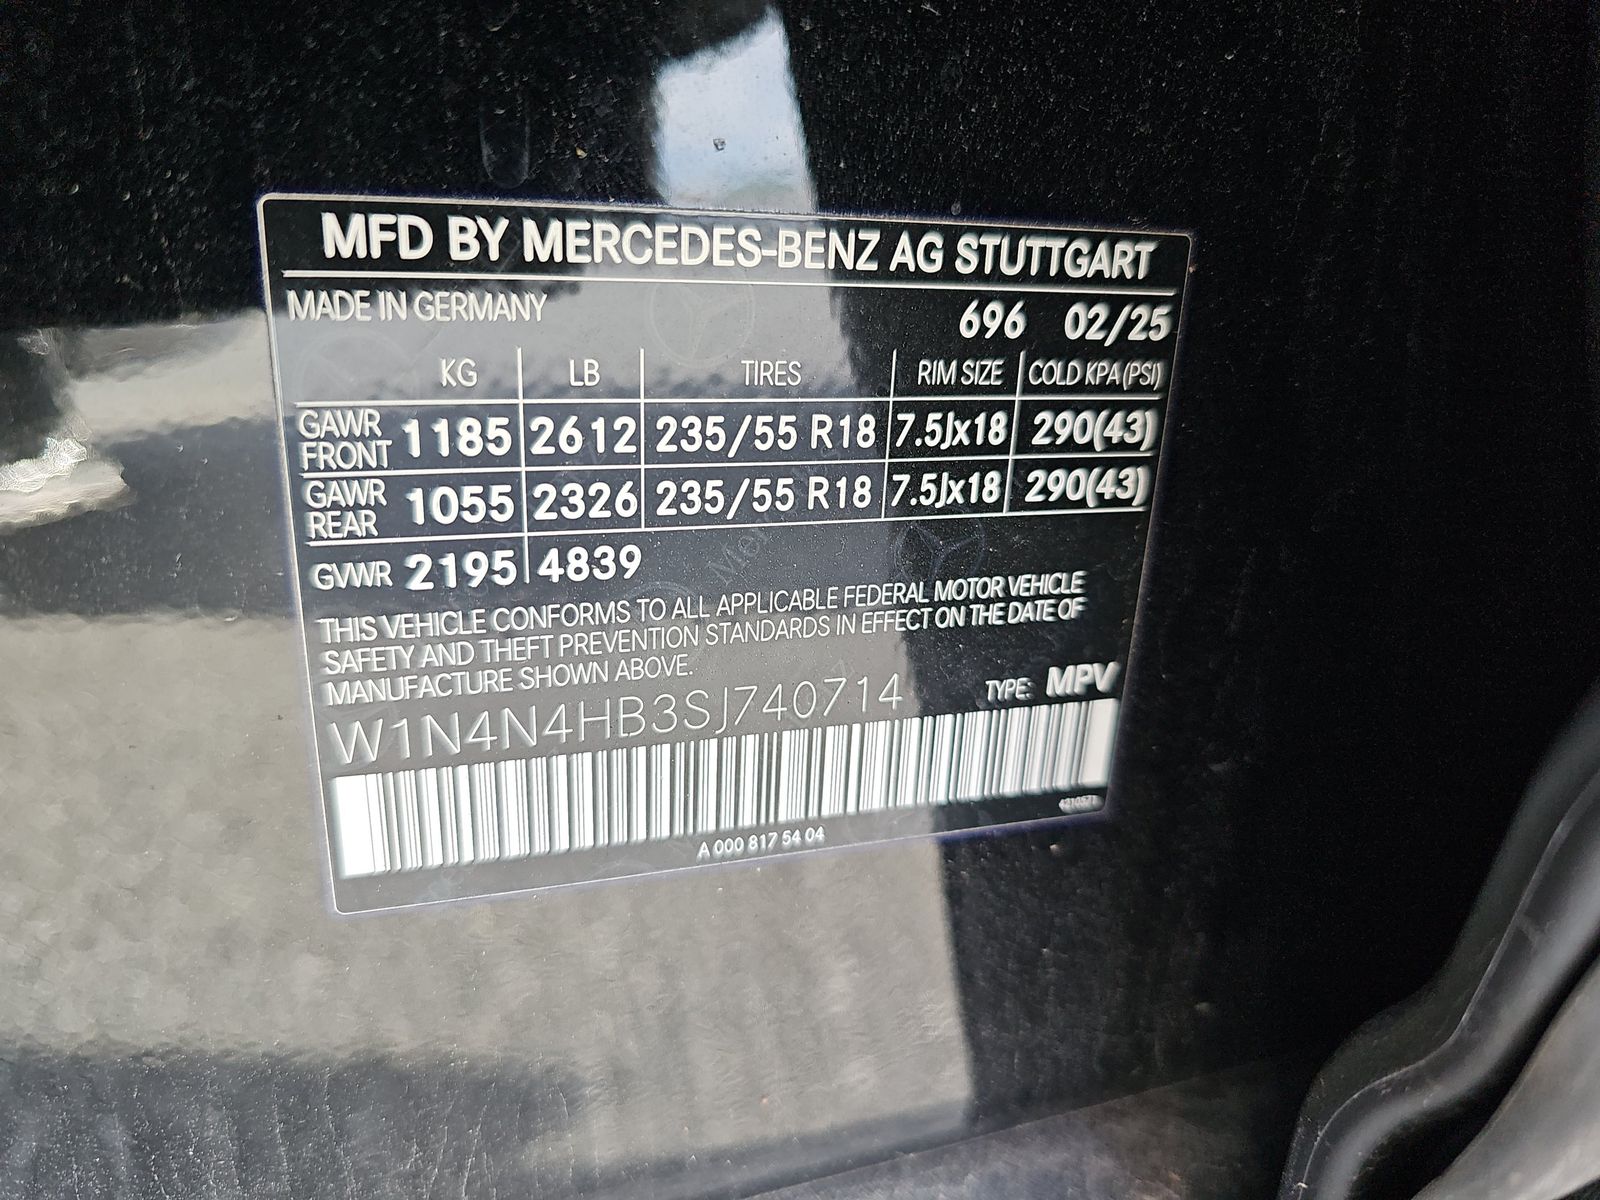 MFD BY MERCEDES-BENZ AG STUTTGART
MADE IN GERMANY
696 02/25
KG LB TIRES RIM SIZE COLD KPA (PSI)
GAWR FRONT 1185 2612 235/55 R18 7.5Jx18 290(43)
GAWR REAR 1055 2326 235/55 R18 7.5Jx18 290(43)
GVWR 2195 4839
THIS VEHICLE CONFORMS TO ALL APPLICABLE FEDERAL MOTOR VEHICLE
SAFETY AND THEFT PREVENTION STANDARDS IN EFFECT ON THE DATE OF
MANUFACTURE SHOWN ABOVE.
TYPE: MPV
W1N4N4HB3SJ740714
4210571
A 000 817 54 04